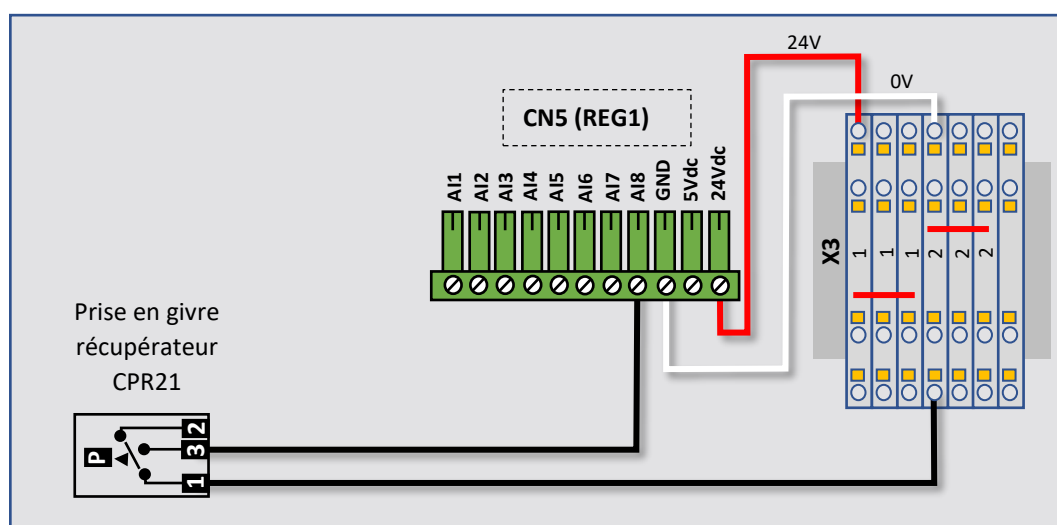 24V
0V
CN5 (REG1)
AI1
AI2
AI3
AI4
AI5
AI6
AI7
AI8
GND
5Vdc
24Vdc
X3
1
1
1
2
2
2
Prise en givre
récupérateur
CPR21
P
2
3
1